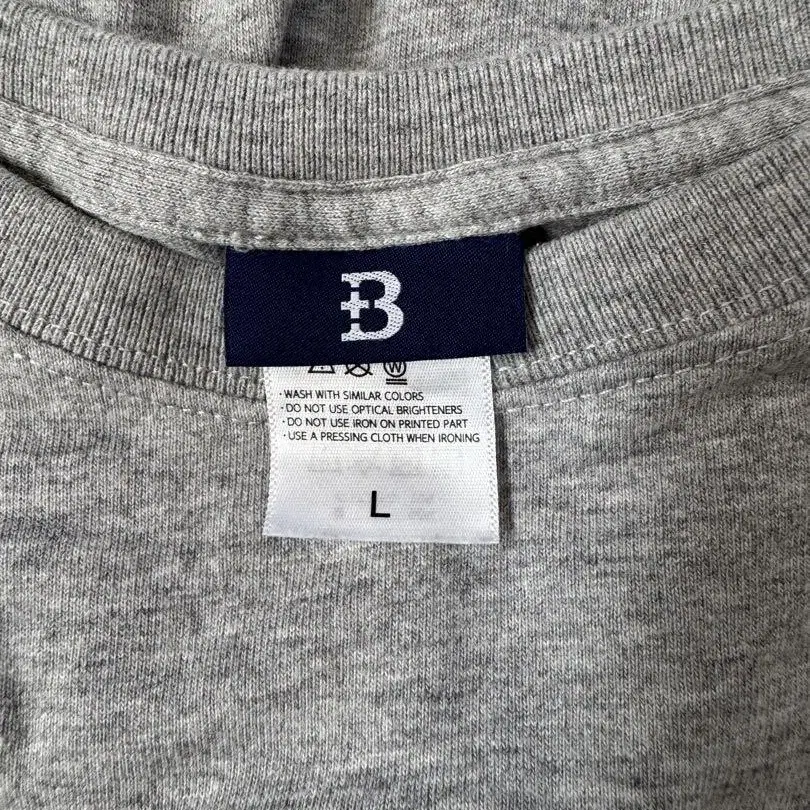 B
W
· WASH WITH SIMILAR COLORS
· DO NOT USE OPTICAL BRIGHTENERS
· DO NOT USE IRON ON PRINTED PART
· USE A PRESSING CLOTH WHEN IRONING
L